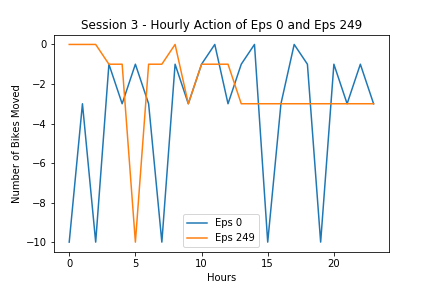 Session 3 - Hourly Action of Eps 0 and Eps 249
0
−2
−4
−6
−8
−10
Number of Bikes Moved
Eps 0
Eps 249
0 5 10 15 20
Hours